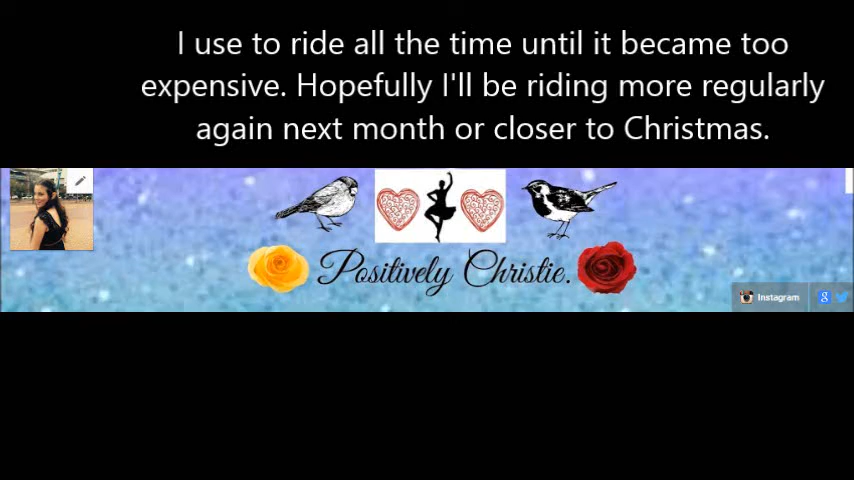 I use to ride all the time until it became too
expensive. Hopefully I'll be riding more regularly
again next month or closer to Christmas.
Positively Christie.
Instagram
g